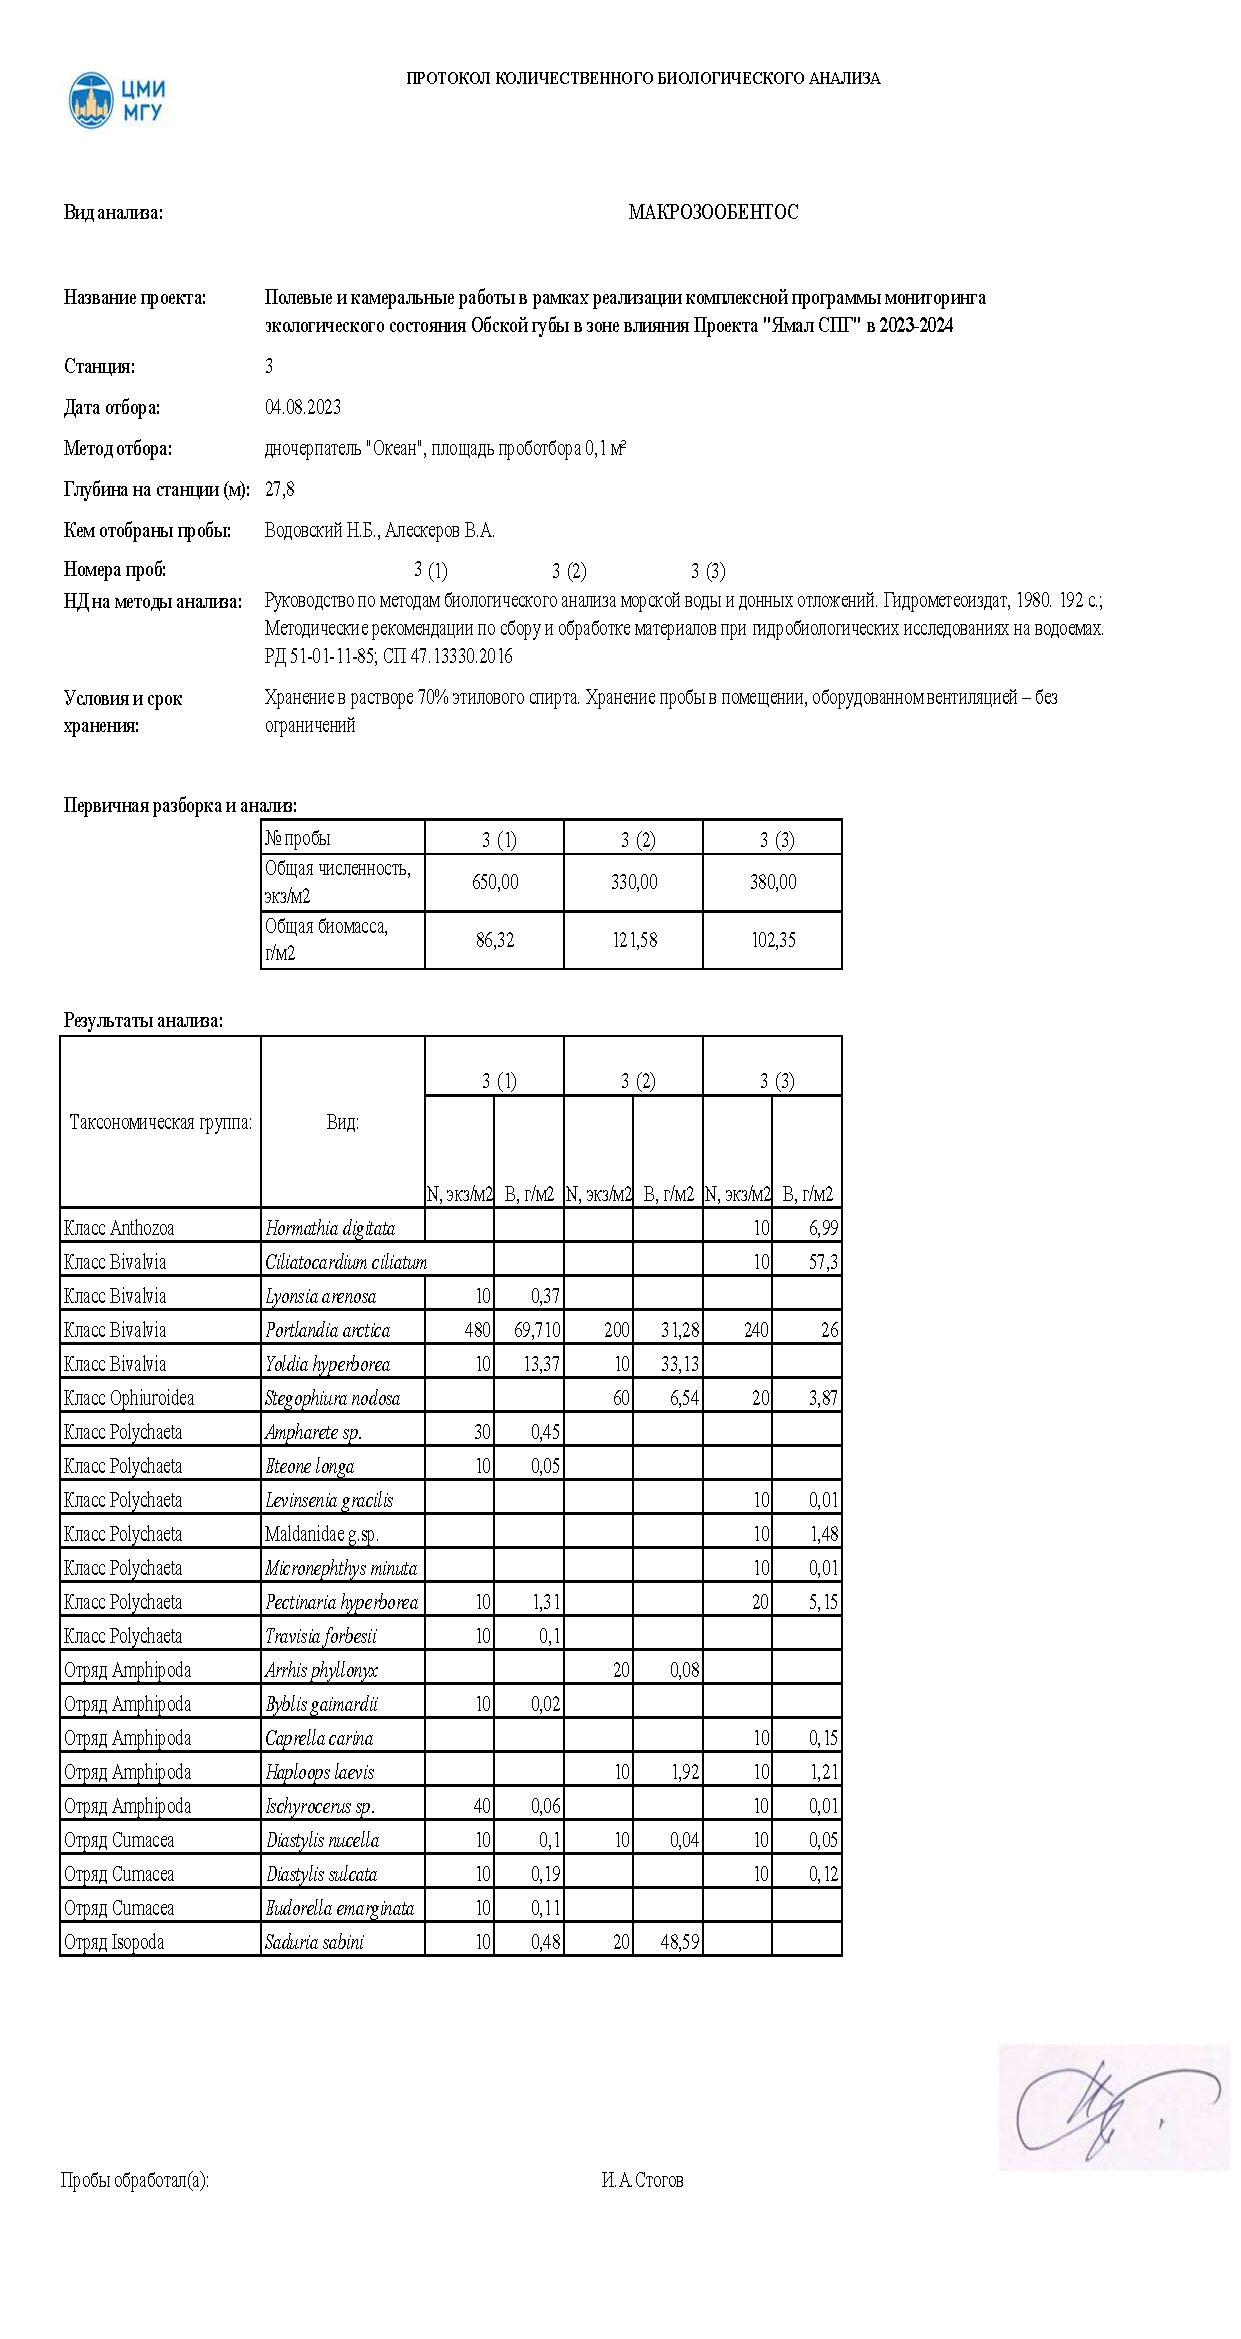 ЦМИ
МГУ
ПРОТОКОЛ КОЛИЧЕСТВЕННОГО БИОЛОГИЧЕСКОГО АНАЛИЗА
Вид анализа: МАКРОЗООБЕНТОС
Название проекта: Полевые и камеральные работы в рамках реализации комплексной программы мониторинга
экологического состояния Обской губы в зоне влияния Проекта "Ямал СПГ" в 2023-2024
Станция: 3
Дата отбора: 04.08.2023
Метод отбора: дночерпатель "Океан", площадь проботбора 0,1 м²
Глубина на станции (м): 27,8
Кем отобраны пробы: Водовский Н.Б., Алескеров В.А.
Номера проб: 3 (1) 3 (2) 3 (3)
НД на методы анализа: Руководство по методам биологического анализа морской воды и донных отложений. Гидрометеоиздат, 1980. 192 с.;
Методические рекомендации по сбору и обработке материалов при гидробиологических исследованиях на водоемах.
РД 51-01-11-85; СП 47.13330.2016
Условия и срок Хранение в растворе 70% этилового спирта. Хранение пробы в помещении, оборудованном вентиляцией – без
хранения: ограничений
Первичная разборка и анализ:
№ пробы 3 (1) 3 (2) 3 (3)
Общая численность,
экз/м2 650,00 330,00 380,00
Общая биомасса,
г/м2 86,32 121,58 102,35
Результаты анализа:
3 (1) 3 (2) 3 (3)
Таксономическая группа: Вид:
N, экз/м2 B, г/м2 N, экз/м2 B, г/м2 N, экз/м2 B, г/м2
Класс Anthozoa Hormathia digitata 10 6,99
Класс Bivalvia Ciliatocardium ciliatum 10 57,3
Класс Bivalvia Lyonsia arenosa 10 0,37
Класс Bivalvia Portlandia arctica 480 69,710 200 31,28 240 26
Класс Bivalvia Yoldia hyperborea 10 13,37 10 33,13
Класс Ophiuroidea Stegophiura nodosa 60 6,54 20 3,87
Класс Polychaeta Ampharete sp. 30 0,45
Класс Polychaeta Eteone longa 10 0,05
Класс Polychaeta Levinsenia gracilis 10 0,01
Класс Polychaeta Maldanidae g.sp. 10 1,48
Класс Polychaeta Micronephthys minuta 10 0,01
Класс Polychaeta Pectinaria hyperborea 10 1,31 20 5,15
Класс Polychaeta Travisia forbesii 10 0,1
Отряд Amphipoda Arrhis phyllonyx 20 0,08
Отряд Amphipoda Byblis gaimardii 10 0,02
Отряд Amphipoda Caprella carina 10 0,15
Отряд Amphipoda Haploops laevis 10 1,92 10 1,21
Отряд Amphipoda Ischyrocerus sp. 40 0,06 10 0,01
Отряд Cumacea Diastylis nucella 10 0,1 10 0,04 10 0,05
Отряд Cumacea Diastylis sulcata 10 0,19 10 0,12
Отряд Cumacea Eudorella emarginata 10 0,11
Отряд Isopoda Saduria sabini 10 0,48 20 48,59
Пробы обработал(а): И.А.Стогов